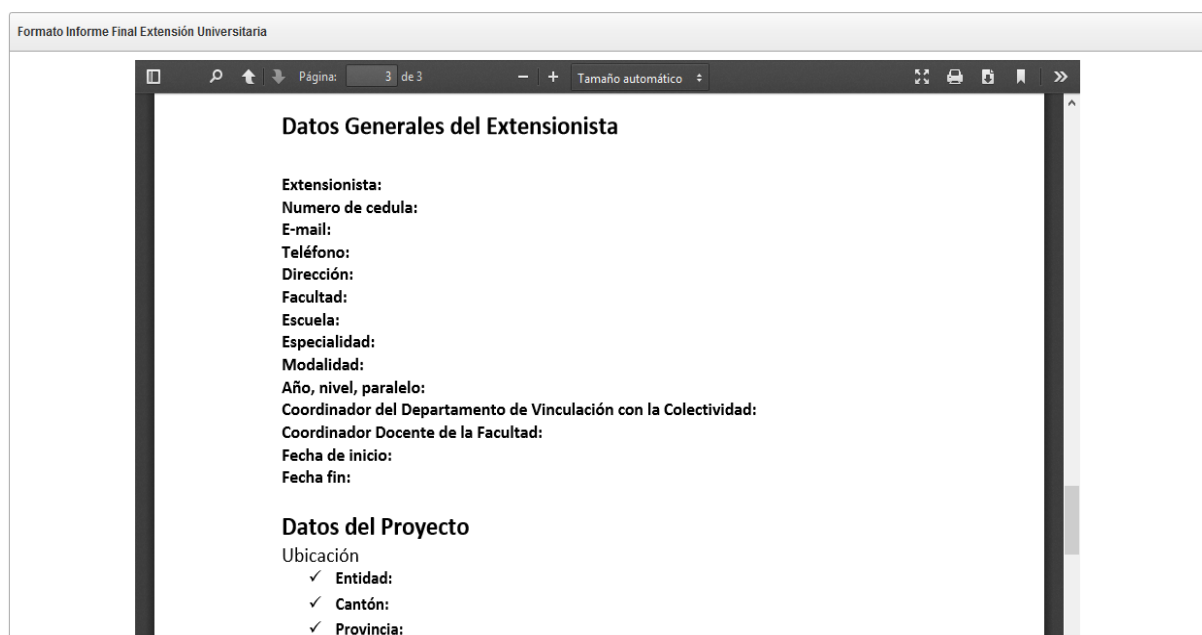 Formato Informe Final Extensión Universitaria
Página: 3 de 3 Tamaño automático
Datos Generales del Extensionista
Extensionista:
Numero de cedula:
E-mail:
Teléfono:
Dirección:
Facultad:
Escuela:
Especialidad:
Modalidad:
Año, nivel, paralelo:
Coordinador del Departamento de Vinculación con la Colectividad:
Coordinador Docente de la Facultad:
Fecha de inicio:
Fecha fin:
Datos del Proyecto
Ubicación
✓ Entidad:
✓ Cantón:
✓ Provincia: